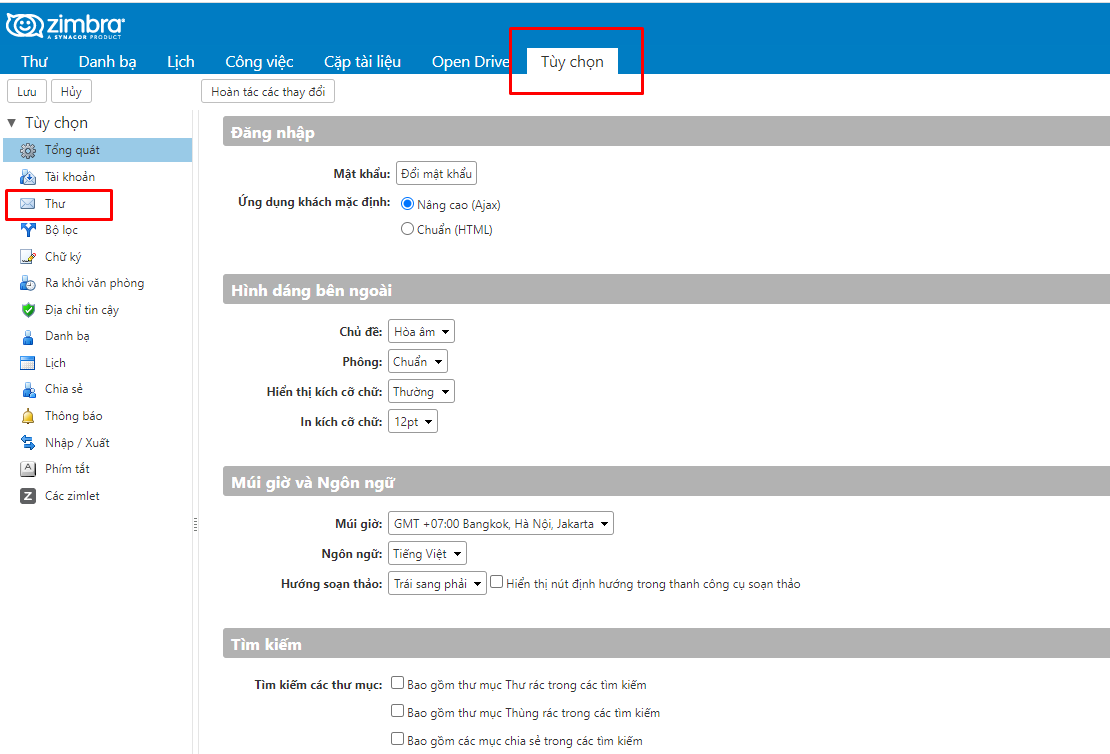 zimbra
A SYNACOR PRODUCT
Thư Danh bạ Lịch Công việc Cặp tài liệu Open Drive Tùy chọn
Lưu Hủy Hoàn tác các thay đổi
Tùy chọn
Tổng quát
Tài khoản
Thư
Bộ lọc
Chữ ký
Ra khỏi văn phòng
Địa chỉ tin cậy
Danh bạ
Lịch
Chia sẻ
Thông báo
Nhập / Xuất
Phím tắt
Các zimlet
Đăng nhập
Mật khẩu: Đổi mật khẩu
Ứng dụng khách mặc định: Nâng cao (Ajax)
Chuẩn (HTML)
Hình dáng bên ngoài
Chủ đề: Hòa âm
Phông: Chuẩn
Hiển thị kích cỡ chữ: Thường
In kích cỡ chữ: 12pt
Múi giờ và Ngôn ngữ
Múi giờ: GMT +07:00 Bangkok, Hà Nội, Jakarta
Ngôn ngữ: Tiếng Việt
Hướng soạn thảo: Trái sang phải Hiển thị nút định hướng trong thanh công cụ soạn thảo
Tìm kiếm
Tìm kiếm các thư mục: Bao gồm thư mục Thư rác trong các tìm kiếm
Bao gồm thư mục Thùng rác trong các tìm kiếm
Bao gồm các mục chia sẻ trong các tìm kiếm